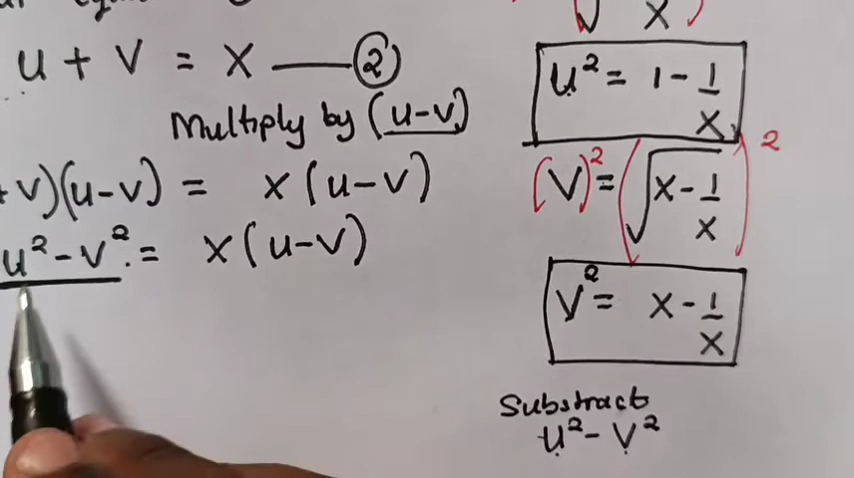 u + v = x —— ②
Multiply by (u-v)
+ v)(u-v) = x(u-v)
u² - v² = x(u-v)
√ x
u² = 1 - 1/x
(v)² = (√x - 1/x)²
v² = x - 1/x
Substract
u² - v²